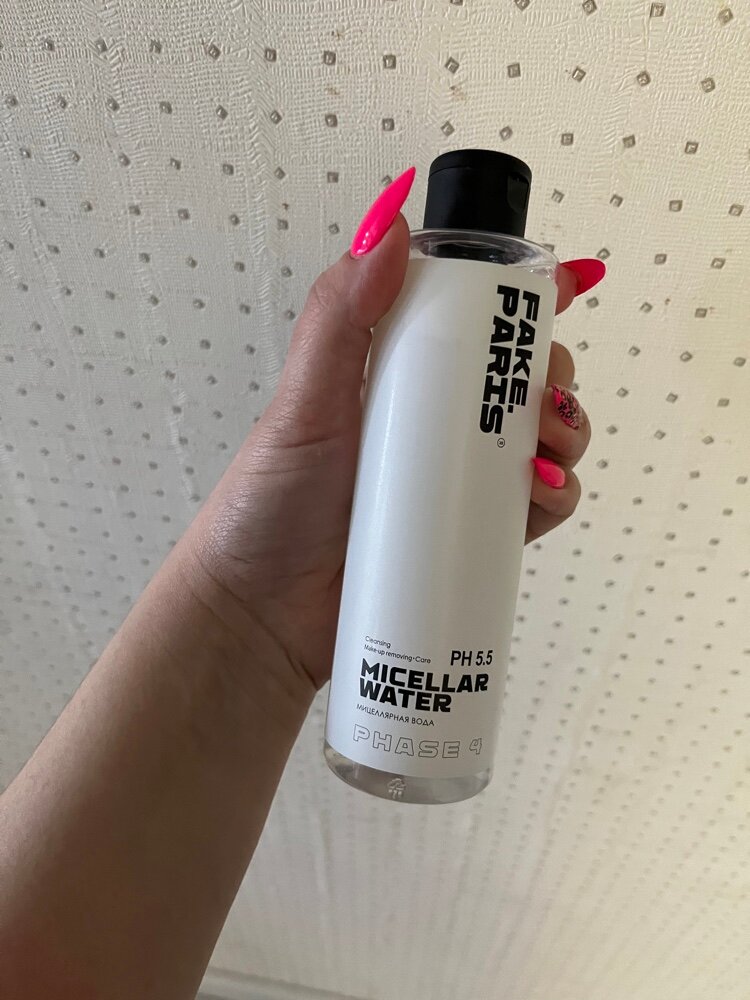 FAKE.
PARIS®
Cleansing
Make-up removing·Care
PH 5.5
MICELLAR
WATER
МИЦЕЛЛЯРНАЯ ВОДА
PHASE 4